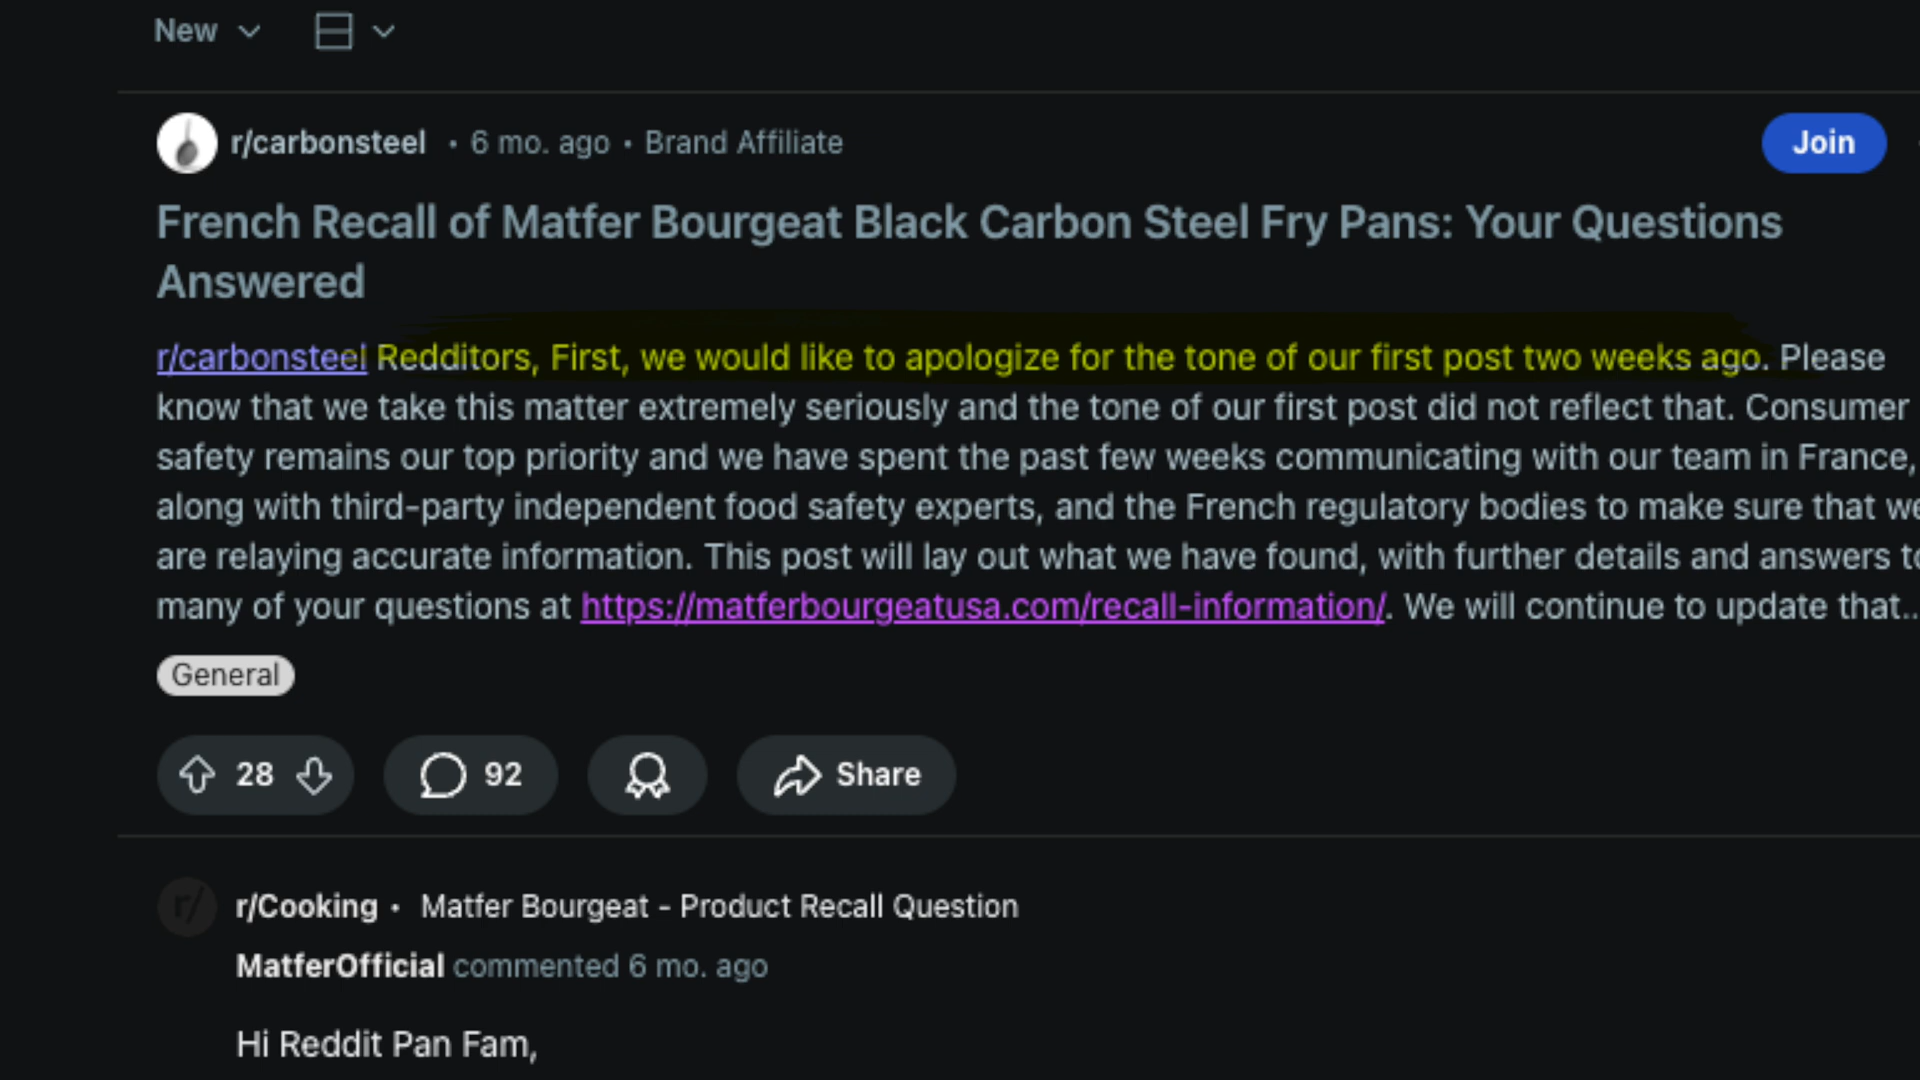 New
r/carbonsteel • 6 mo. ago • Brand Affiliate
Join
French Recall of Matfer Bourgeat Black Carbon Steel Fry Pans: Your Questions
Answered
r/carbonsteel Redditors, First, we would like to apologize for the tone of our first post two weeks ago. Please
know that we take this matter extremely seriously and the tone of our first post did not reflect that. Consumer
safety remains our top priority and we have spent the past few weeks communicating with our team in France,
along with third-party independent food safety experts, and the French regulatory bodies to make sure that we
are relaying accurate information. This post will lay out what we have found, with further details and answers to
many of your questions at https://matferbourgeatusa.com/recall-information/. We will continue to update that...
General
28
92
Share
r/
r/Cooking • Matfer Bourgeat - Product Recall Question
MatferOfficial commented 6 mo. ago
Hi Reddit Pan Fam,